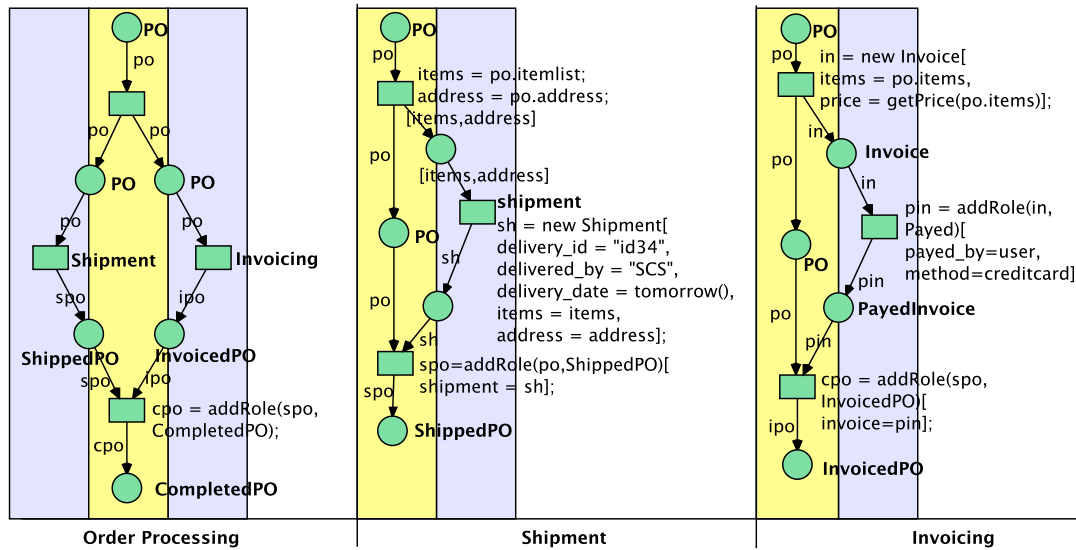 PO
po
po
po
PO
PO
po
po
Shipment
Invoicing
spo
ipo
ShippedPO
InvoicedPO
spo
ipo
cpo = addRole(spo,
CompletedPO);
cpo
CompletedPO
Order Processing
PO
po
items = po.itemlist;
address = po.address;
[items,address]
po
[items,address]
shipment
sh = new Shipment[
delivery_id = "id34",
delivered_by = "SCS",
delivery_date = tomorrow(),
items = items,
address = address];
PO
sh
po
sh
spo=addRole(po,ShippedPO)[
shipment = sh];
spo
ShippedPO
Shipment
PO
po
in = new Invoice[
items = po.items,
price = getPrice(po.items)];
in
Invoice
po
in
pin = addRole(in,
Payed)[
payed_by=user,
method=creditcard]
PO
pin
PayedInvoice
po
pin
cpo = addRole(spo,
InvoicedPO)[
invoice=pin];
ipo
InvoicedPO
Invoicing